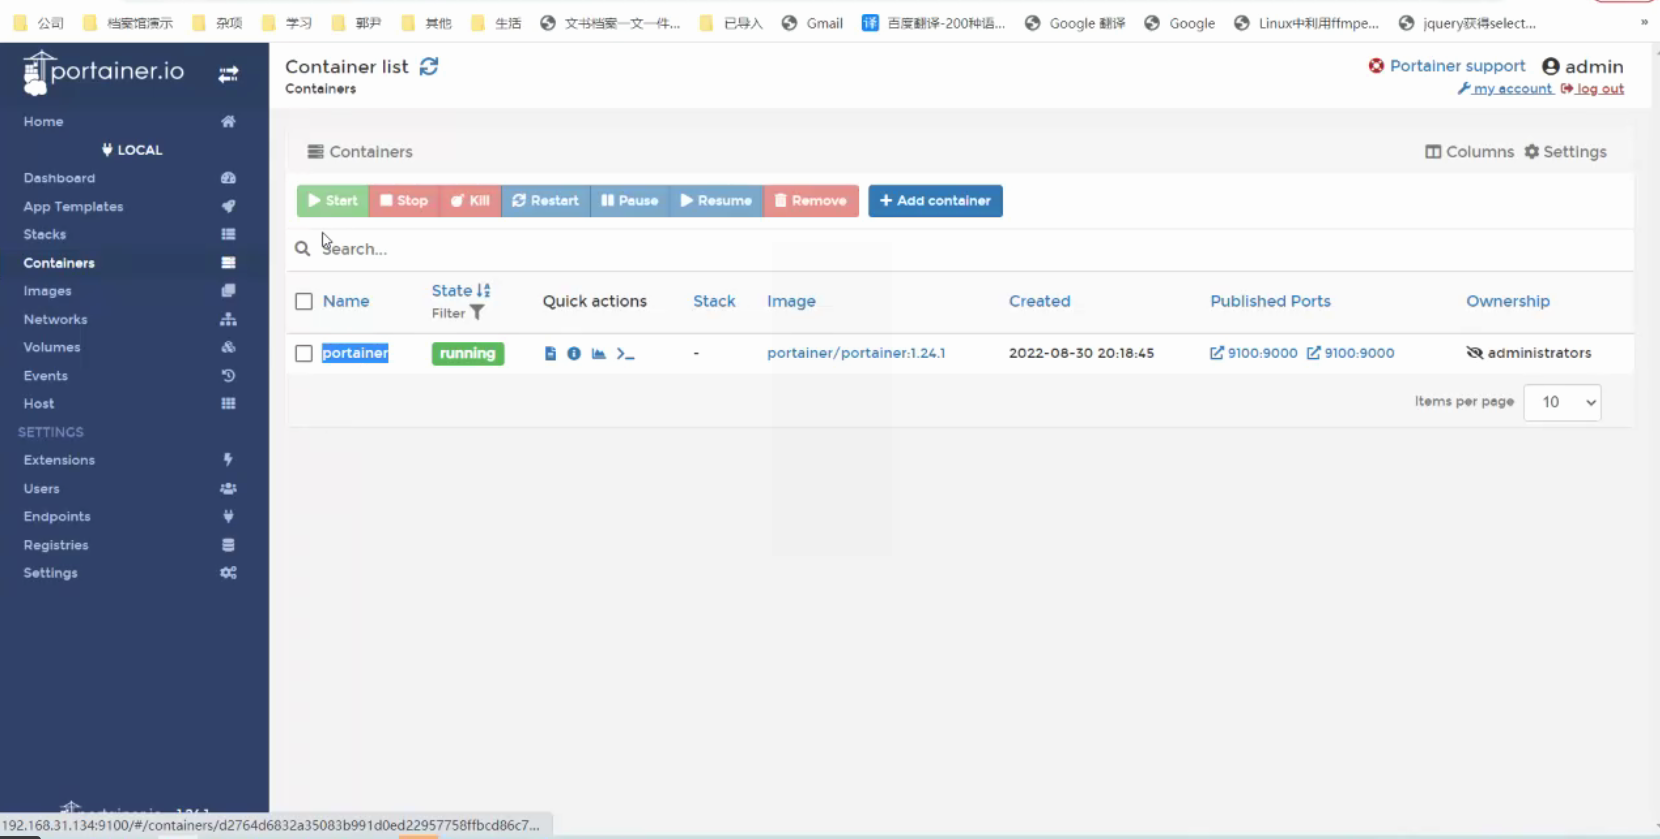 公司 档案馆演示 杂项 学习 郭尹 其他 生活 文书档案一文一件... 已导入 Gmail 译 百度翻译-200种语... Google 翻译 Google Linux中利用ffmpe... jquery获得select... »
portainer.io
Container list
Containers
Portainer support admin
my account log out
Home
LOCAL
Dashboard
App Templates
Stacks
Containers
Images
Networks
Volumes
Events
Host
SETTINGS
Extensions
Users
Endpoints
Registries
Settings
Containers
Columns Settings
Start Stop Kill Restart Pause Resume Remove + Add container
Search...
Name State Quick actions Stack Image Created Published Ports Ownership
Filter
portainer running - portainer/portainer:1.24.1 2022-08-30 20:18:45 9100:9000 9100:9000 administrators
Items per page 10
192.168.31.134:9100/#/containers/d2764d6832a35083b991d0ed22957758ffbcd86c7...